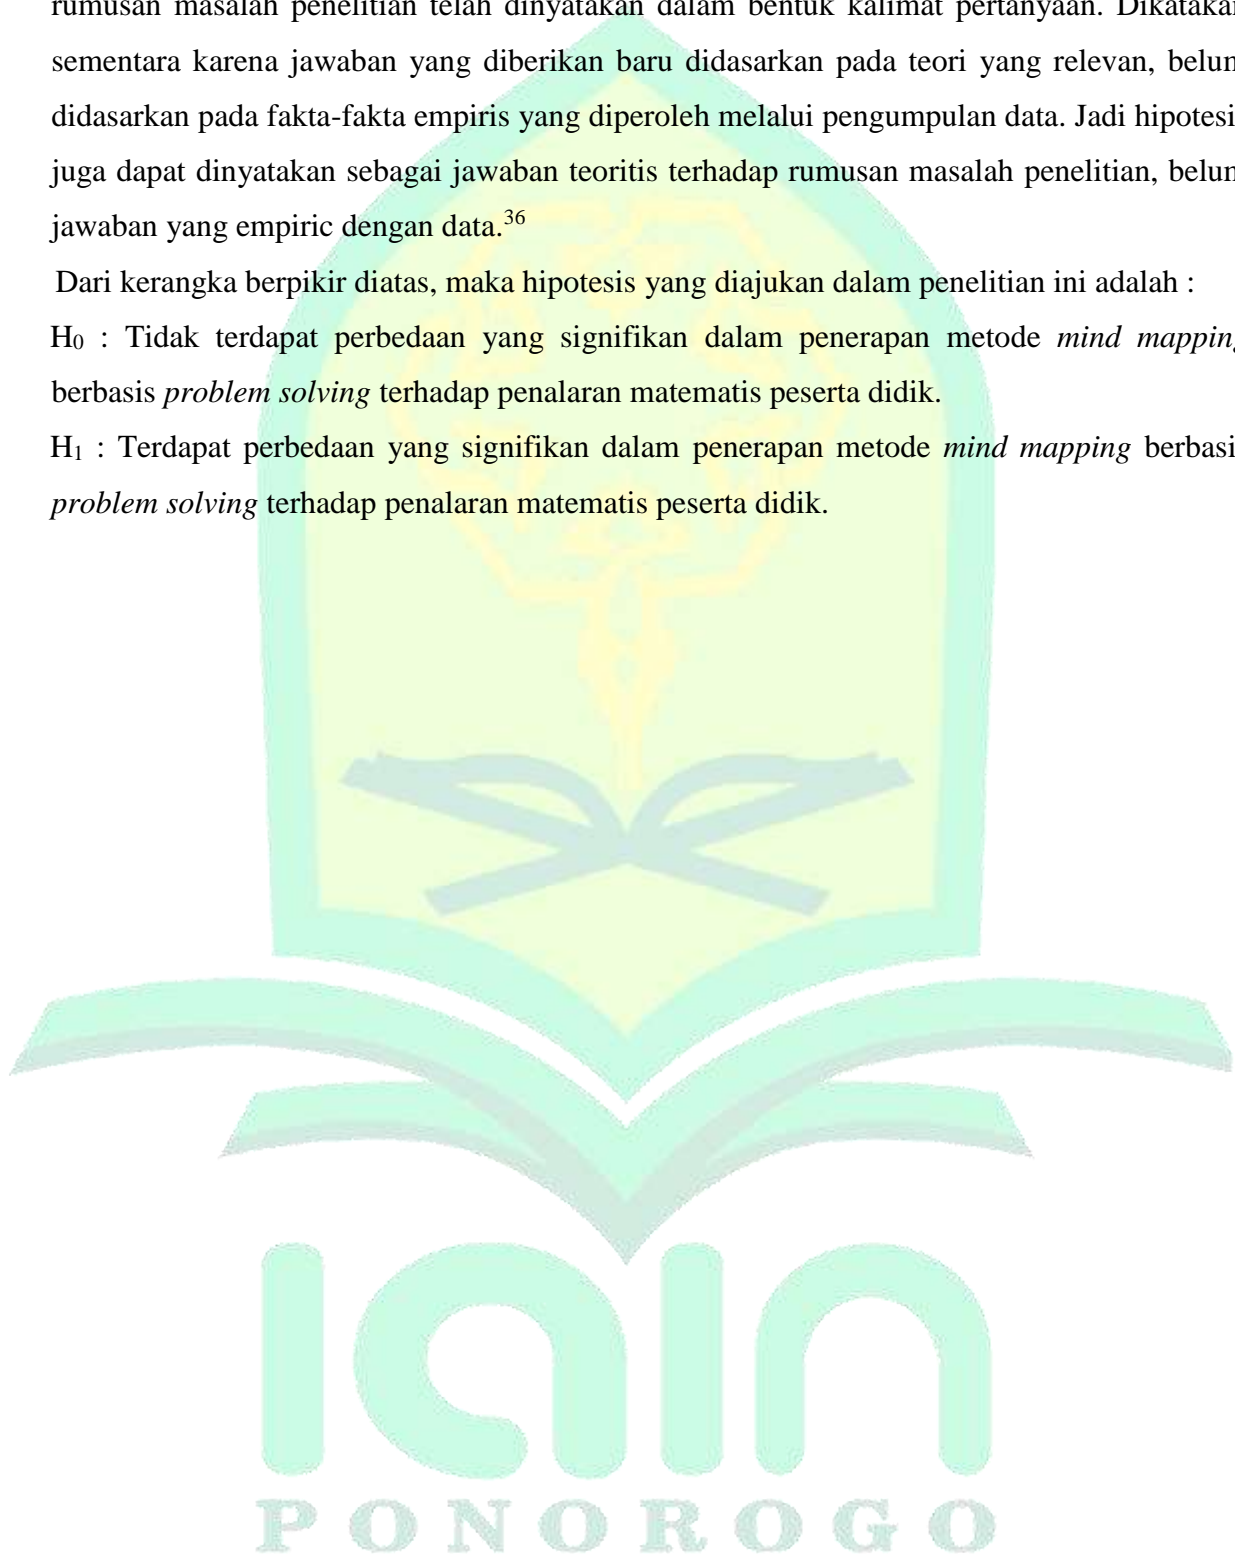 rumusan masalah penelitian telah dinyatakan dalam bentuk kalimat pertanyaan. Dikatakan
sementara karena jawaban yang diberikan baru didasarkan pada teori yang relevan, belum
didasarkan pada fakta-fakta empiris yang diperoleh melalui pengumpulan data. Jadi hipotesis
juga dapat dinyatakan sebagai jawaban teoritis terhadap rumusan masalah penelitian, belum
jawaban yang empiric dengan data.36
Dari kerangka berpikir diatas, maka hipotesis yang diajukan dalam penelitian ini adalah :
H0 : Tidak terdapat perbedaan yang signifikan dalam penerapan metode mind mapping
berbasis problem solving terhadap penalaran matematis peserta didik.
H1 : Terdapat perbedaan yang signifikan dalam penerapan metode mind mapping berbasis
problem solving terhadap penalaran matematis peserta didik.
iain
PONOROGO